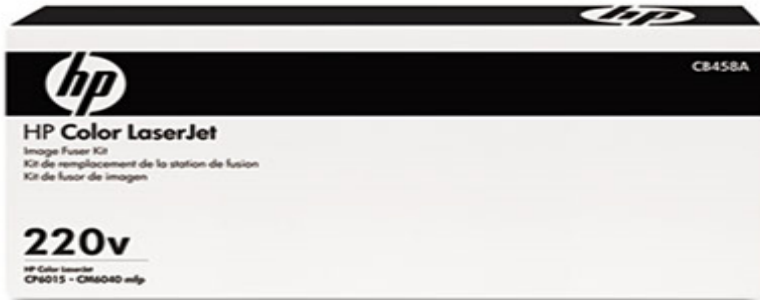 hp
hp
CB458A
HP Color LaserJet
Image Fuser Kit
Kit de remplacement de la station de fusion
Kit de fusor de imagen
220v
HP Color LaserJet
CP6015 - CM6040 mfp